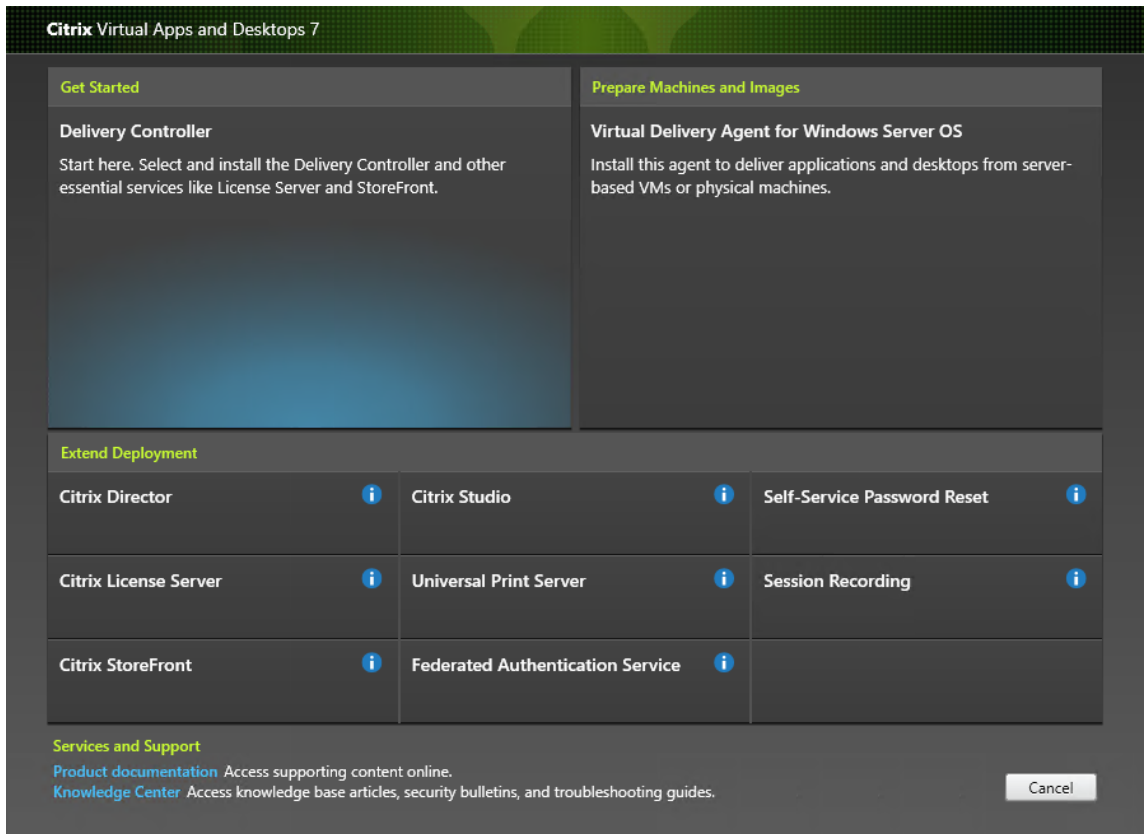 Citrix Virtual Apps and Desktops 7
Get Started
Delivery Controller
Start here. Select and install the Delivery Controller and other
essential services like License Server and StoreFront.
Prepare Machines and Images
Virtual Delivery Agent for Windows Server OS
Install this agent to deliver applications and desktops from server-
based VMs or physical machines.
Extend Deployment
Citrix Director
Citrix Studio
Self-Service Password Reset
Citrix License Server
Universal Print Server
Session Recording
Citrix StoreFront
Federated Authentication Service
Services and Support
Product documentation Access supporting content online.
Knowledge Center Access knowledge base articles, security bulletins, and troubleshooting guides.
Cancel